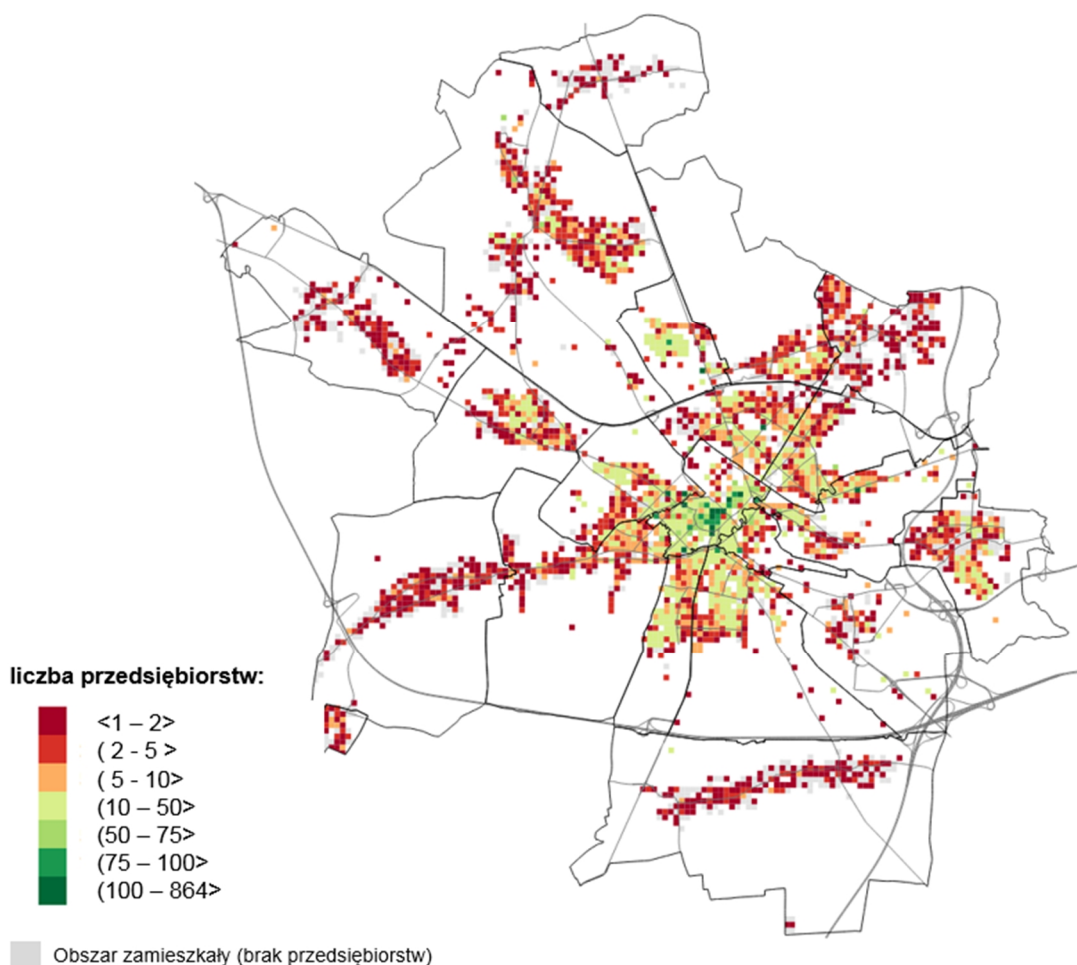 liczba przedsiębiorstw:
<1 – 2>
( 2 - 5 >
( 5 - 10>
(10 – 50>
(50 – 75>
(75 – 100>
(100 – 864>
Obszar zamieszkały (brak przedsiębiorstw)